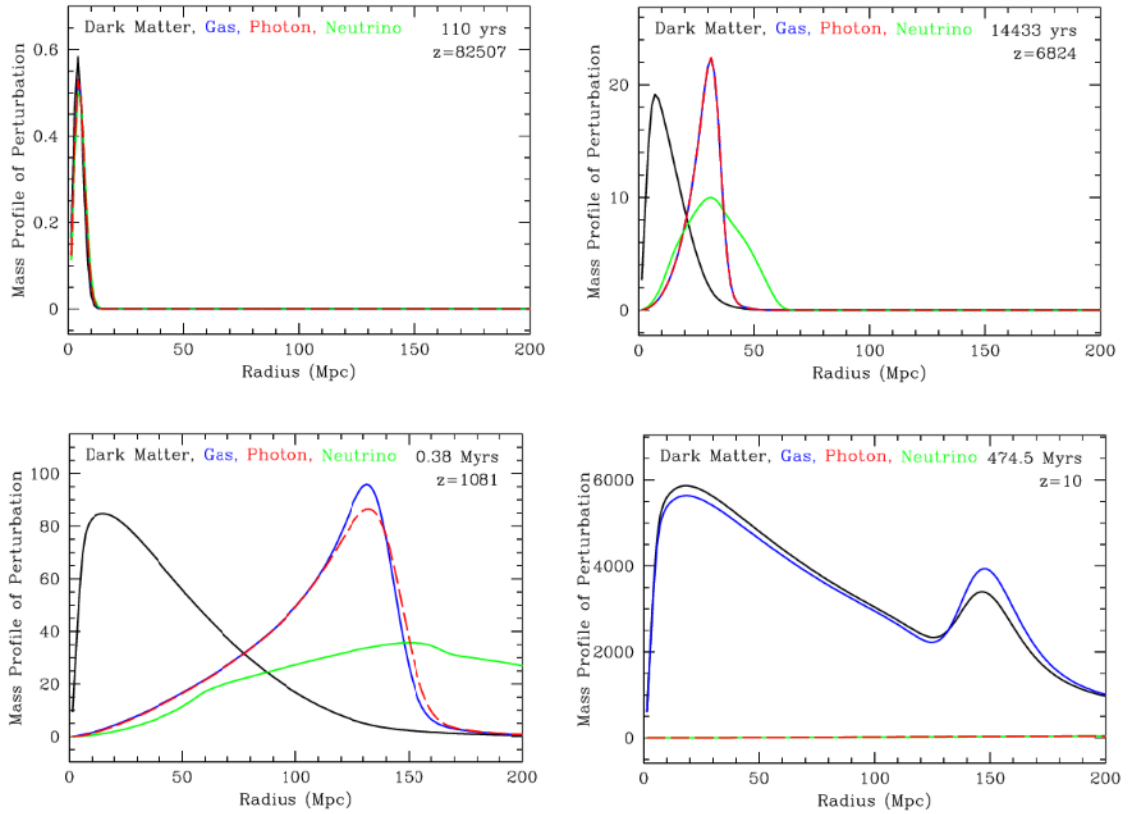 Dark Matter, Gas, Photon, Neutrino 110 yrs
z=82507
Mass Profile of Perturbation
0.6
0.4
0.2
0
0 50 100 150 200
Radius (Mpc)
Dark Matter, Gas, Photon, Neutrino 14433 yrs
z=6824
Mass Profile of Perturbation
20
10
0
0 50 100 150 200
Radius (Mpc)
Dark Matter, Gas, Photon, Neutrino 0.38 Myrs
z=1081
Mass Profile of Perturbation
100
80
60
40
20
0
0 50 100 150 200
Radius (Mpc)
Dark Matter, Gas, Photon, Neutrino 474.5 Myrs
z=10
Mass Profile of Perturbation
6000
4000
2000
0
0 50 100 150 200
Radius (Mpc)